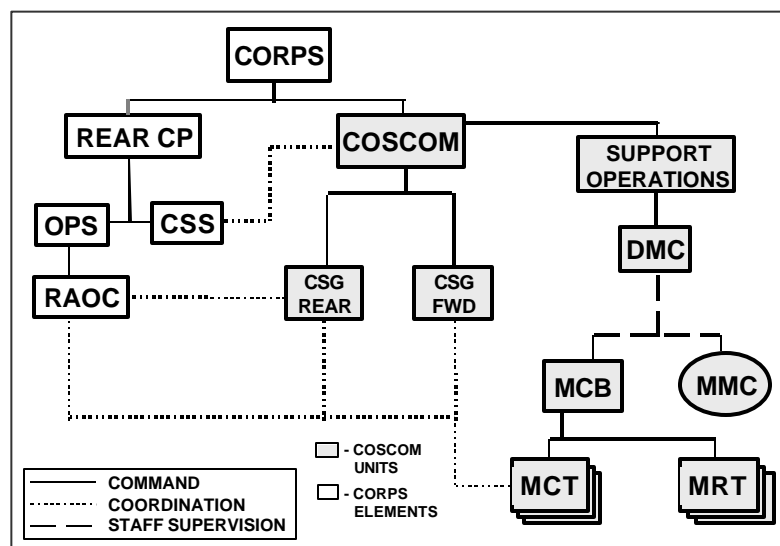 CORPS
REAR CP
COSCOM
SUPPORT
OPERATIONS
OPS
CSS
DMC
RAOC
CSG
REAR
CSG
FWD
MCB
MMC
MCT
MRT
COMMAND
COORDINATION
STAFF SUPERVISION
- COSCOM
UNITS
- CORPS
ELEMENTS